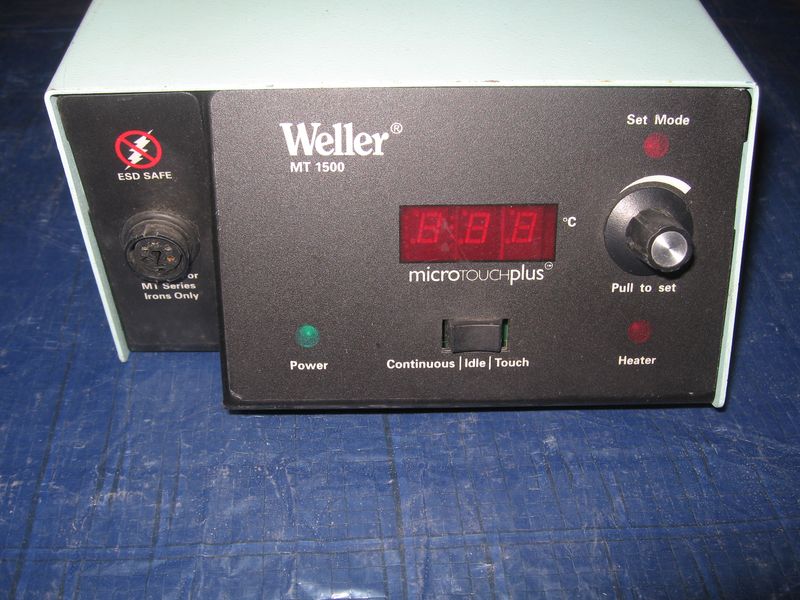 Weller®
MT 1500
ESD SAFE
MT Series
Irons Only
Set Mode
°C
microTOUCHplus
Pull to set
Power
Continuous | Idle | Touch
Heater